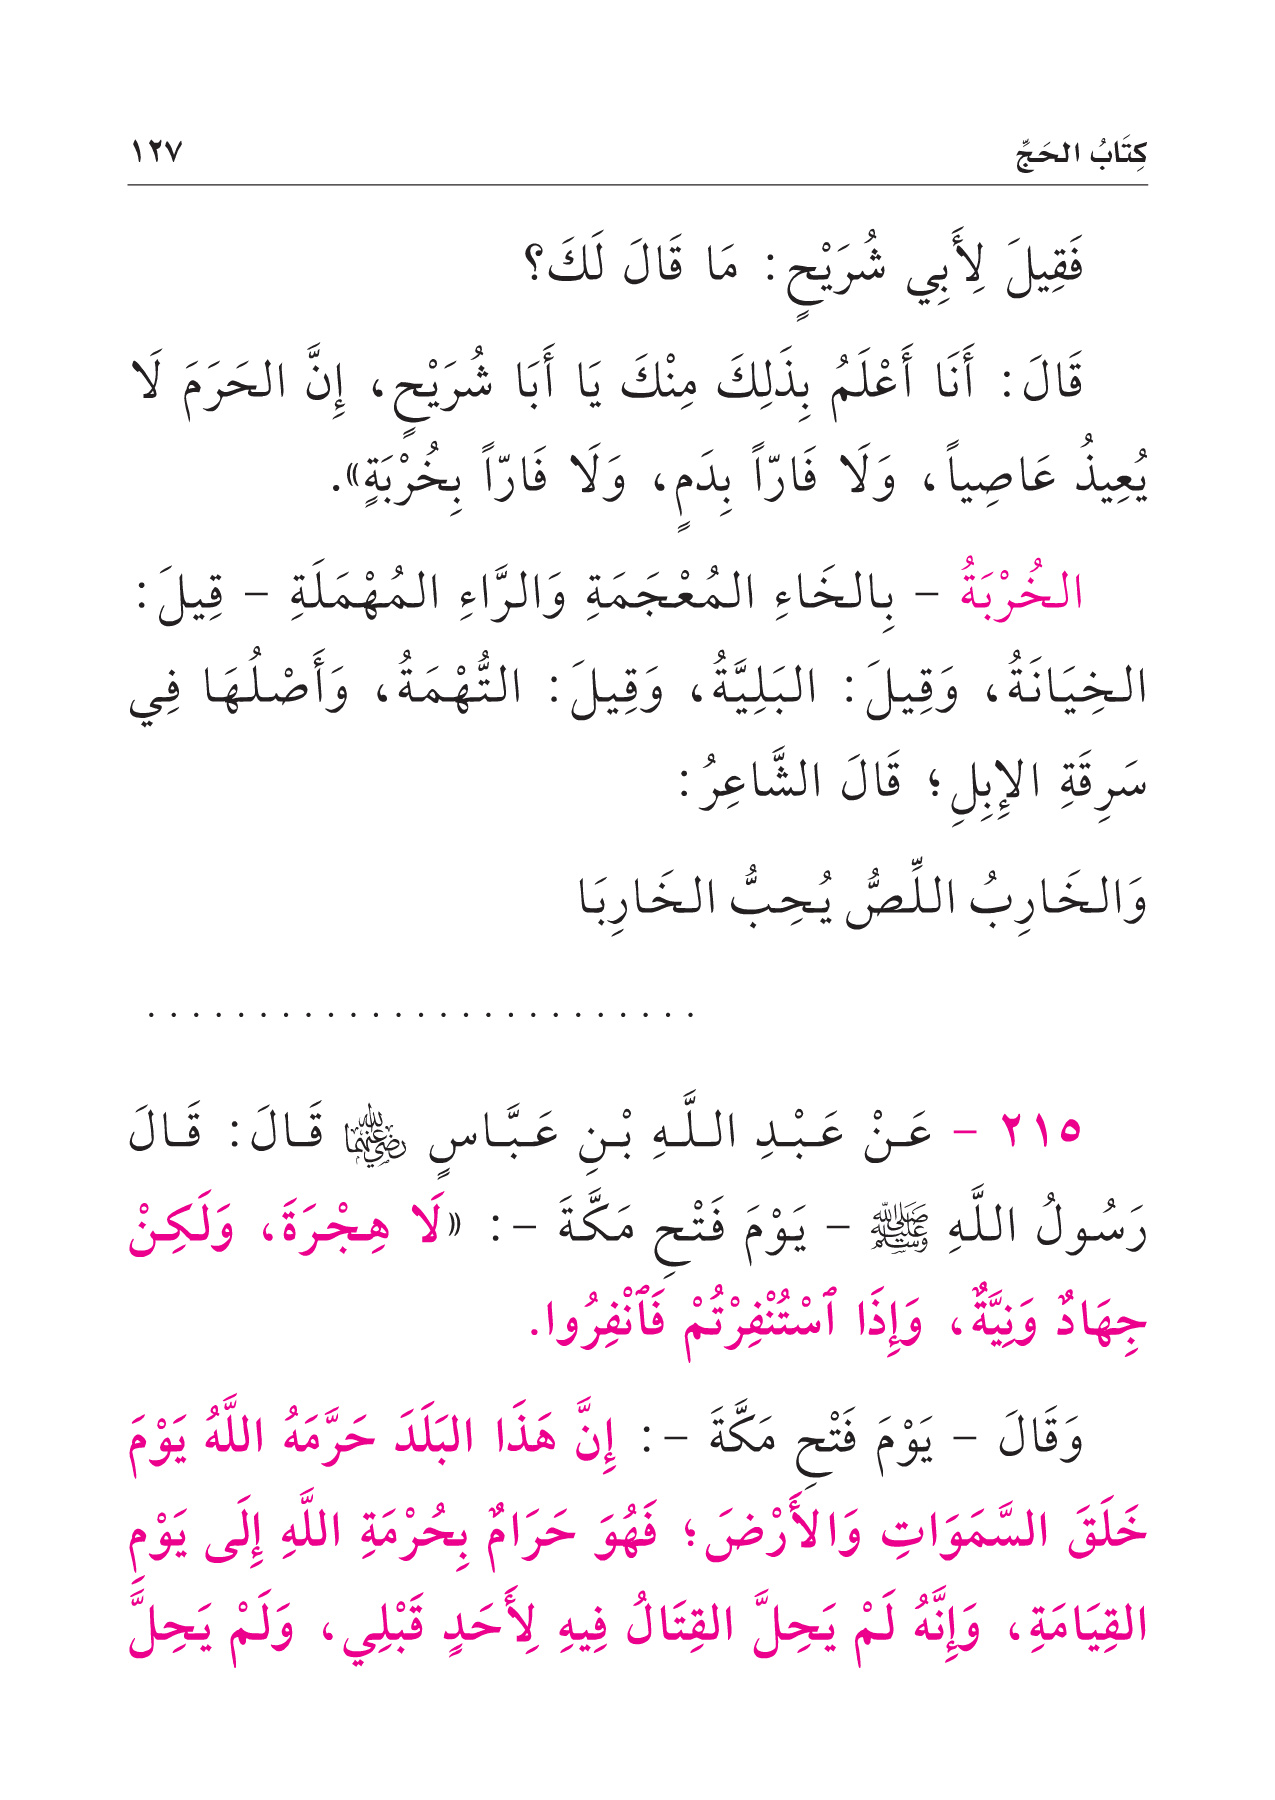 كِتَابُ الحَجِّ ١٢٧
فَقِيلَ لِأَبِي شُرَيْحٍ: مَا قَالَ لَكَ؟
قَالَ: أَنَا أَعْلَمُ بِذَلِكَ مِنْكَ يَا أَبَا شُرَيْحٍ، إِنَّ الحَرَمَ لَا
يُعِيذُ عَاصِياً، وَلَا فَارّاً بِدَمٍ، وَلَا فَارّاً بِخُرْبَةٍ».
الخُرْبَةُ - بِالخَاءِ المُعْجَمَةِ وَالرَّاءِ المُهْمَلَةِ - قِيلَ:
الخِيَانَةُ، وَقِيلَ: البَلِيَّةُ، وَقِيلَ: التُّهْمَةُ، وَأَصْلُهَا فِي
سَرِقَةِ الإِبِلِ؛ قَالَ الشَّاعِرُ:
وَالخَارِبُ اللِّصُّ يُحِبُّ الخَارِبَا
. . . . . . . . . . . . . . . . . . . . . . . . .
٢١٥ - عَنْ عَبْدِ اللَّهِ بْنِ عَبَّاسٍ رضي الله عنهما قَالَ: قَالَ
رَسُولُ اللَّهِ ﷺ - يَوْمَ فَتْحِ مَكَّةَ -: «لَا هِجْرَةَ، وَلَكِنْ
جِهَادٌ وَنِيَّةٌ، وَإِذَا ٱسْتُنْفِرْتُمْ فَٱنْفِرُوا.
وَقَالَ - يَوْمَ فَتْحِ مَكَّةَ -: إِنَّ هَذَا البَلَدَ حَرَّمَهُ اللَّهُ يَوْمَ
خَلَقَ السَّمَوَاتِ وَالأَرْضَ؛ فَهُوَ حَرَامٌ بِحُرْمَةِ اللَّهِ إِلَى يَوْمِ
القِيَامَةِ، وَإِنَّهُ لَمْ يَحِلَّ القِتَالُ فِيهِ لِأَحَدٍ قَبْلِي، وَلَمْ يَحِلَّ